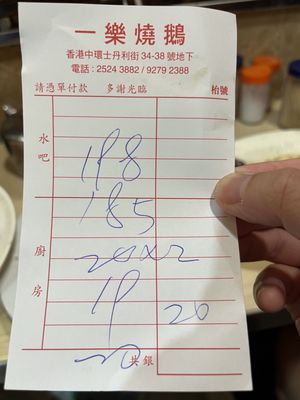 一樂燒鵝
香港中環士丹利街 34-38 號地下
電話 : 2524 3882 / 9279 2388
請憑單付款 多謝光臨 枱號
水吧
198
185
廚房
20x2
19
20
共銀